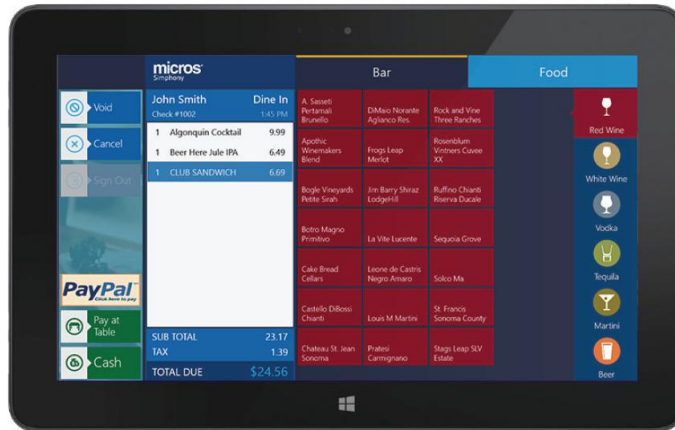 micros
Simphony
Bar
Food
Void
Cancel
Sign Out
PayPal
Click here to pay
Pay at
Table
Cash
John Smith Dine In
Check #1002 1:45 PM
1 Algonquin Cocktail 9.99
1 Beer Here Jule IPA 6.49
1 CLUB SANDWICH 6.69
SUB TOTAL 23.17
TAX 1.39
TOTAL DUE $24.56
A. Sasseti
Pertamali
Brunello
DiMaio Norante
Aglianco Res.
Rock and Vine
Three Ranches
Apothic
Winemakers
Blend
Frogs Leap
Merlot
Rosenblum
Vintners Cuvee
XX
Bogle Vineyards
Petite Sirah
Jim Barry Shiraz
LodgeHill
Ruffino Chianti
Riserva Ducale
Botro Magno
Primitivo
La Vite Lucente
Sequoia Grove
Cake Bread
Cellars
Leone de Castris
Negro Amaro
Solco Ma
Castello DiBossi
Chianti
Louis M Martini
St. Francis
Sonoma County
Chateau St. Jean
Sonoma
Pratesi
Carmignano
Stags Leap SLV
Estate
Red Wine
White Wine
Vodka
Tequila
Martini
Beer